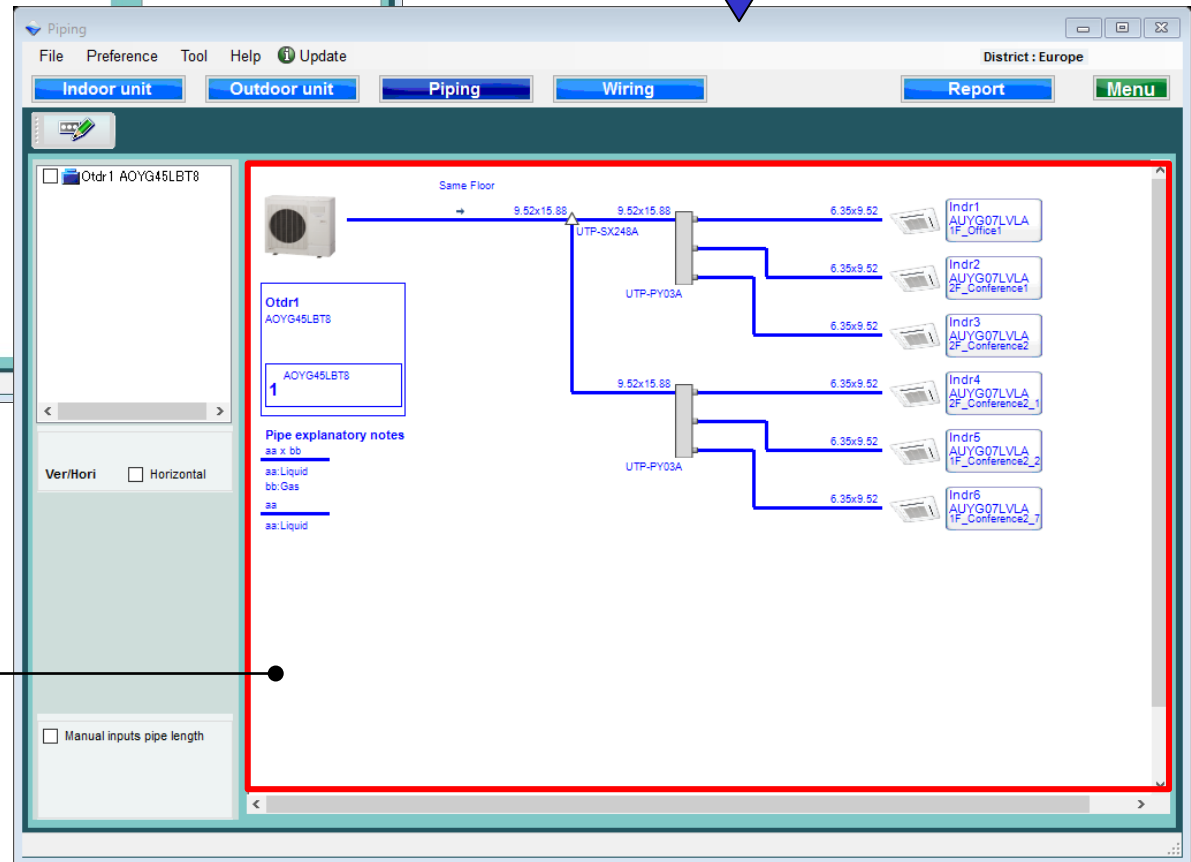 Piping
File Preference Tool Help Update
District : Europe
Indoor unit Outdoor unit Piping Wiring Report Menu
Otdr1 AOYG45LBT8
Ver/Hori Horizontal
Manual inputs pipe length
Same Floor
9.52x15.88 9.52x15.88 6.35x9.52
UTP-SX248A
UTP-PY03A
Indr1
AUYG07LVLA
1F_Office1
6.35x9.52
Indr2
AUYG07LVLA
2F_Conference1
6.35x9.52
Indr3
AUYG07LVLA
2F_Conference2
9.52x15.88 6.35x9.52
Indr4
AUYG07LVLA
2F_Conference2_1
6.35x9.52
UTP-PY03A
Indr5
AUYG07LVLA
1F_Conference2_2
6.35x9.52
Indr6
AUYG07LVLA
1F_Conference2_7
Otdr1
AOYG45LBT8
1 AOYG45LBT8
Pipe explanatory notes
aa x bb
aa:Liquid
bb:Gas
aa
aa:Liquid